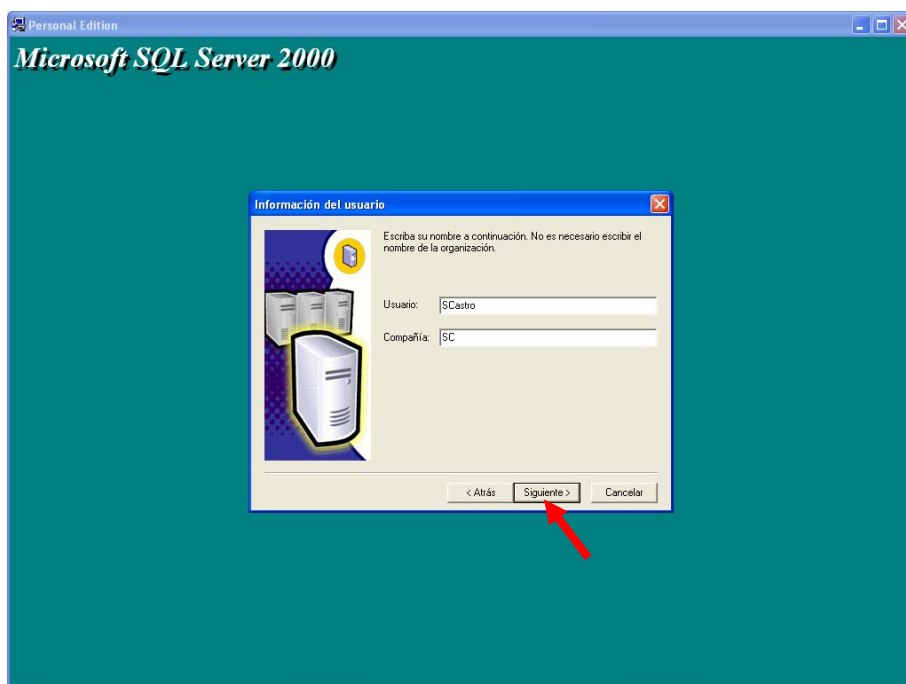 Personal Edition
Microsoft SQL Server 2000
Información del usuario
Escriba su nombre a continuación. No es necesario escribir el
nombre de la organización.
Usuario: SCastro
Compañía: SC
< Atrás Siguiente > Cancelar